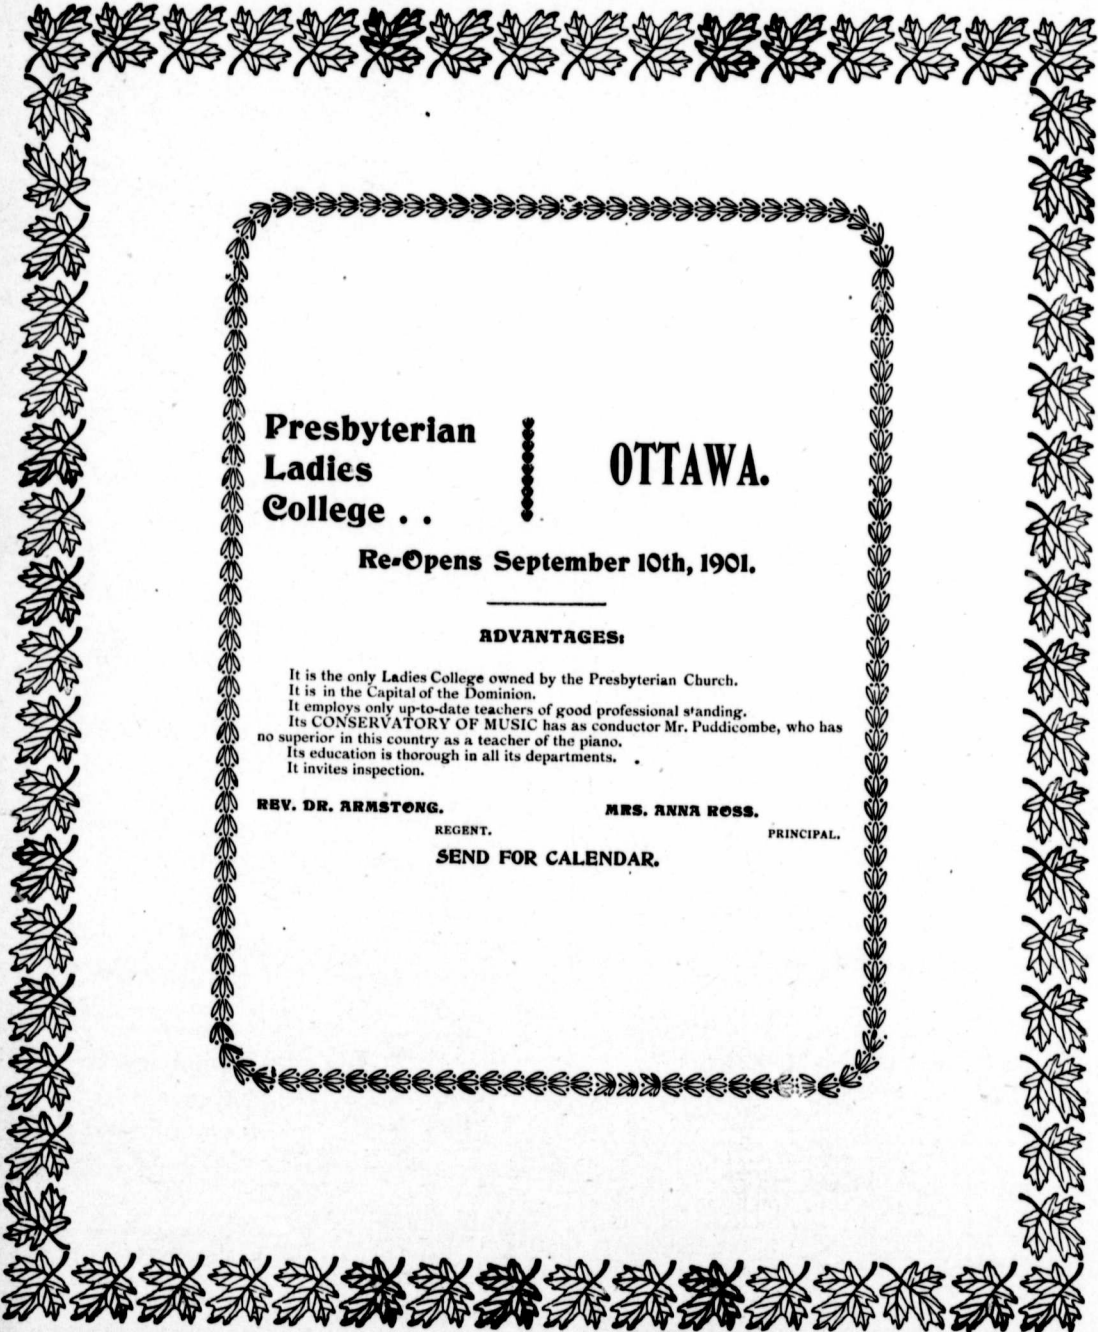 Presbyterian
Ladies
College . .
OTTAWA.
Re-Opens September 10th, 1901.
ADVANTAGES:
It is the only Ladies College owned by the Presbyterian Church.
It is in the Capital of the Dominion.
It employs only up-to-date teachers of good professional standing.
Its CONSERVATORY OF MUSIC has as conductor Mr. Puddicombe, who has
no superior in this country as a teacher of the piano.
Its education is thorough in all its departments.
It invites inspection.
REV. DR. ARMSTONG. MRS. ANNA ROSS.
REGENT. PRINCIPAL.
SEND FOR CALENDAR.